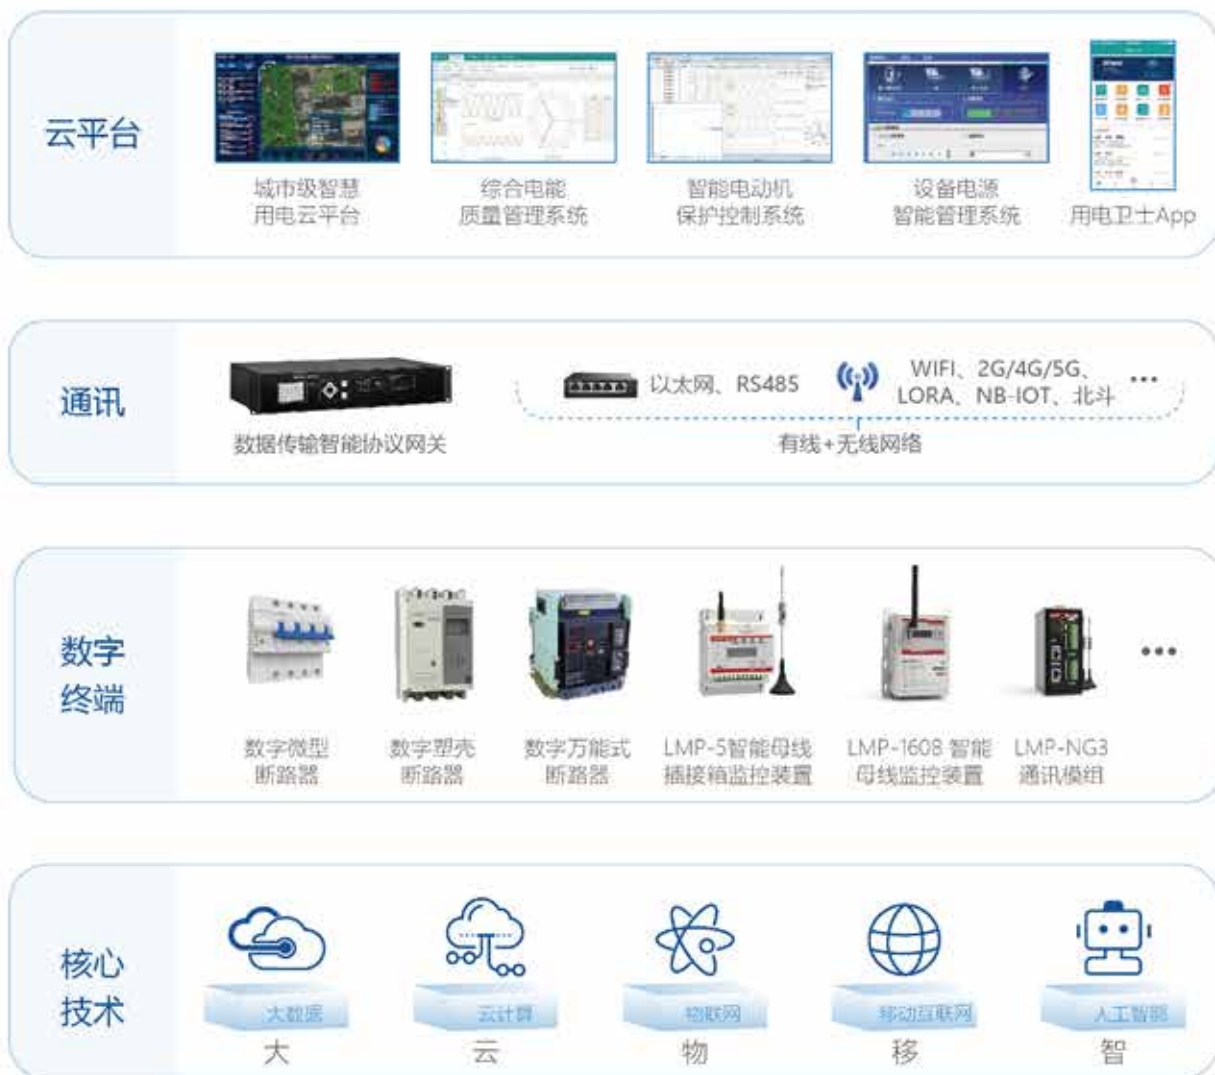 云平台
城市级智慧
用电云平台
综合电能
质量管理系统
智能电动机
保护控制系统
设备电源
智能管理系统
用电卫士App
通讯
数据传输智能协议网关
以太网、RS485
WIFI、2G/4G/5G、
LORA、NB-IOT、北斗
•••
有线+无线网络
数字
终端
数字微型
断路器
数字塑壳
断路器
数字万能式
断路器
LMP-5智能母线
插接箱监控装置
LMP-1608 智能
母线监控装置
LMP-NG3
通讯模组
•••
核心
技术
大数据
云计算
物联网
移动互联网
人工智能
大
云
物
移
智